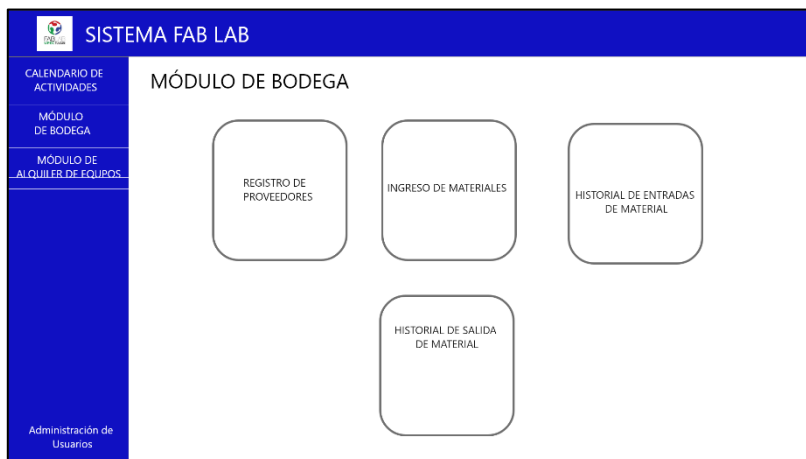 SISTEMA FAB LAB
CALENDARIO DE
ACTIVIDADES
MÓDULO
DE BODEGA
MÓDULO DE
ALQUILER DE EQUPOS
Administración de
Usuarios
MÓDULO DE BODEGA
REGISTRO DE
PROVEEDORES
INGRESO DE MATERIALES
HISTORIAL DE ENTRADAS
DE MATERIAL
HISTORIAL DE SALIDA
DE MATERIAL